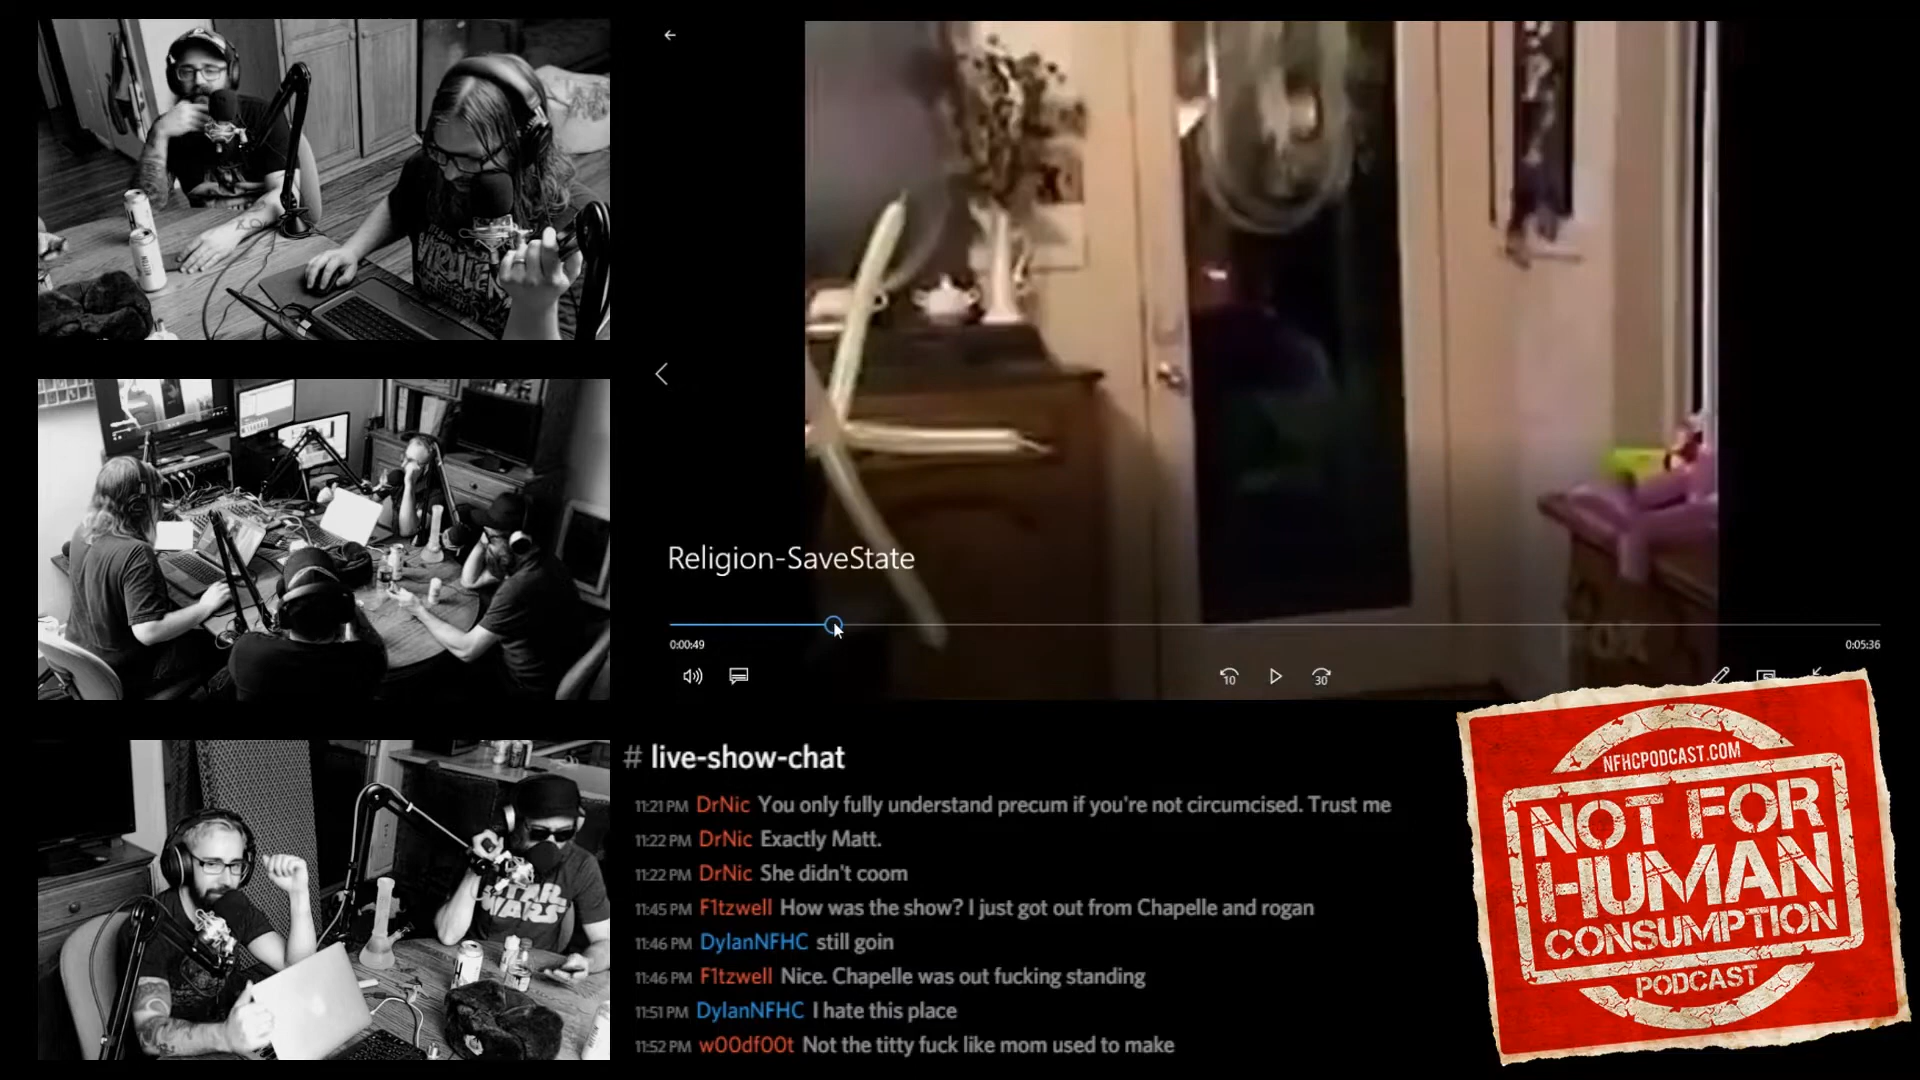 Religion-SaveState
0:00:49
0:05:36
10
30
# live-show-chat
11:21 PM DrNic You only fully understand precum if you're not circumcised. Trust me
11:22 PM DrNic Exactly Matt.
11:22 PM DrNic She didn't coom
11:45 PM F1tzwell How was the show? I just got out from Chapelle and rogan
11:46 PM DylanNFHC still goin
11:46 PM F1tzwell Nice. Chapelle was out fucking standing
11:51 PM DylanNFHC I hate this place
11:52 PM w00df00t Not the titty fuck like mom used to make
NFHCPODCAST.COM
NOT FOR
HUMAN
CONSUMPTION
PODCAST
STAR
WARS